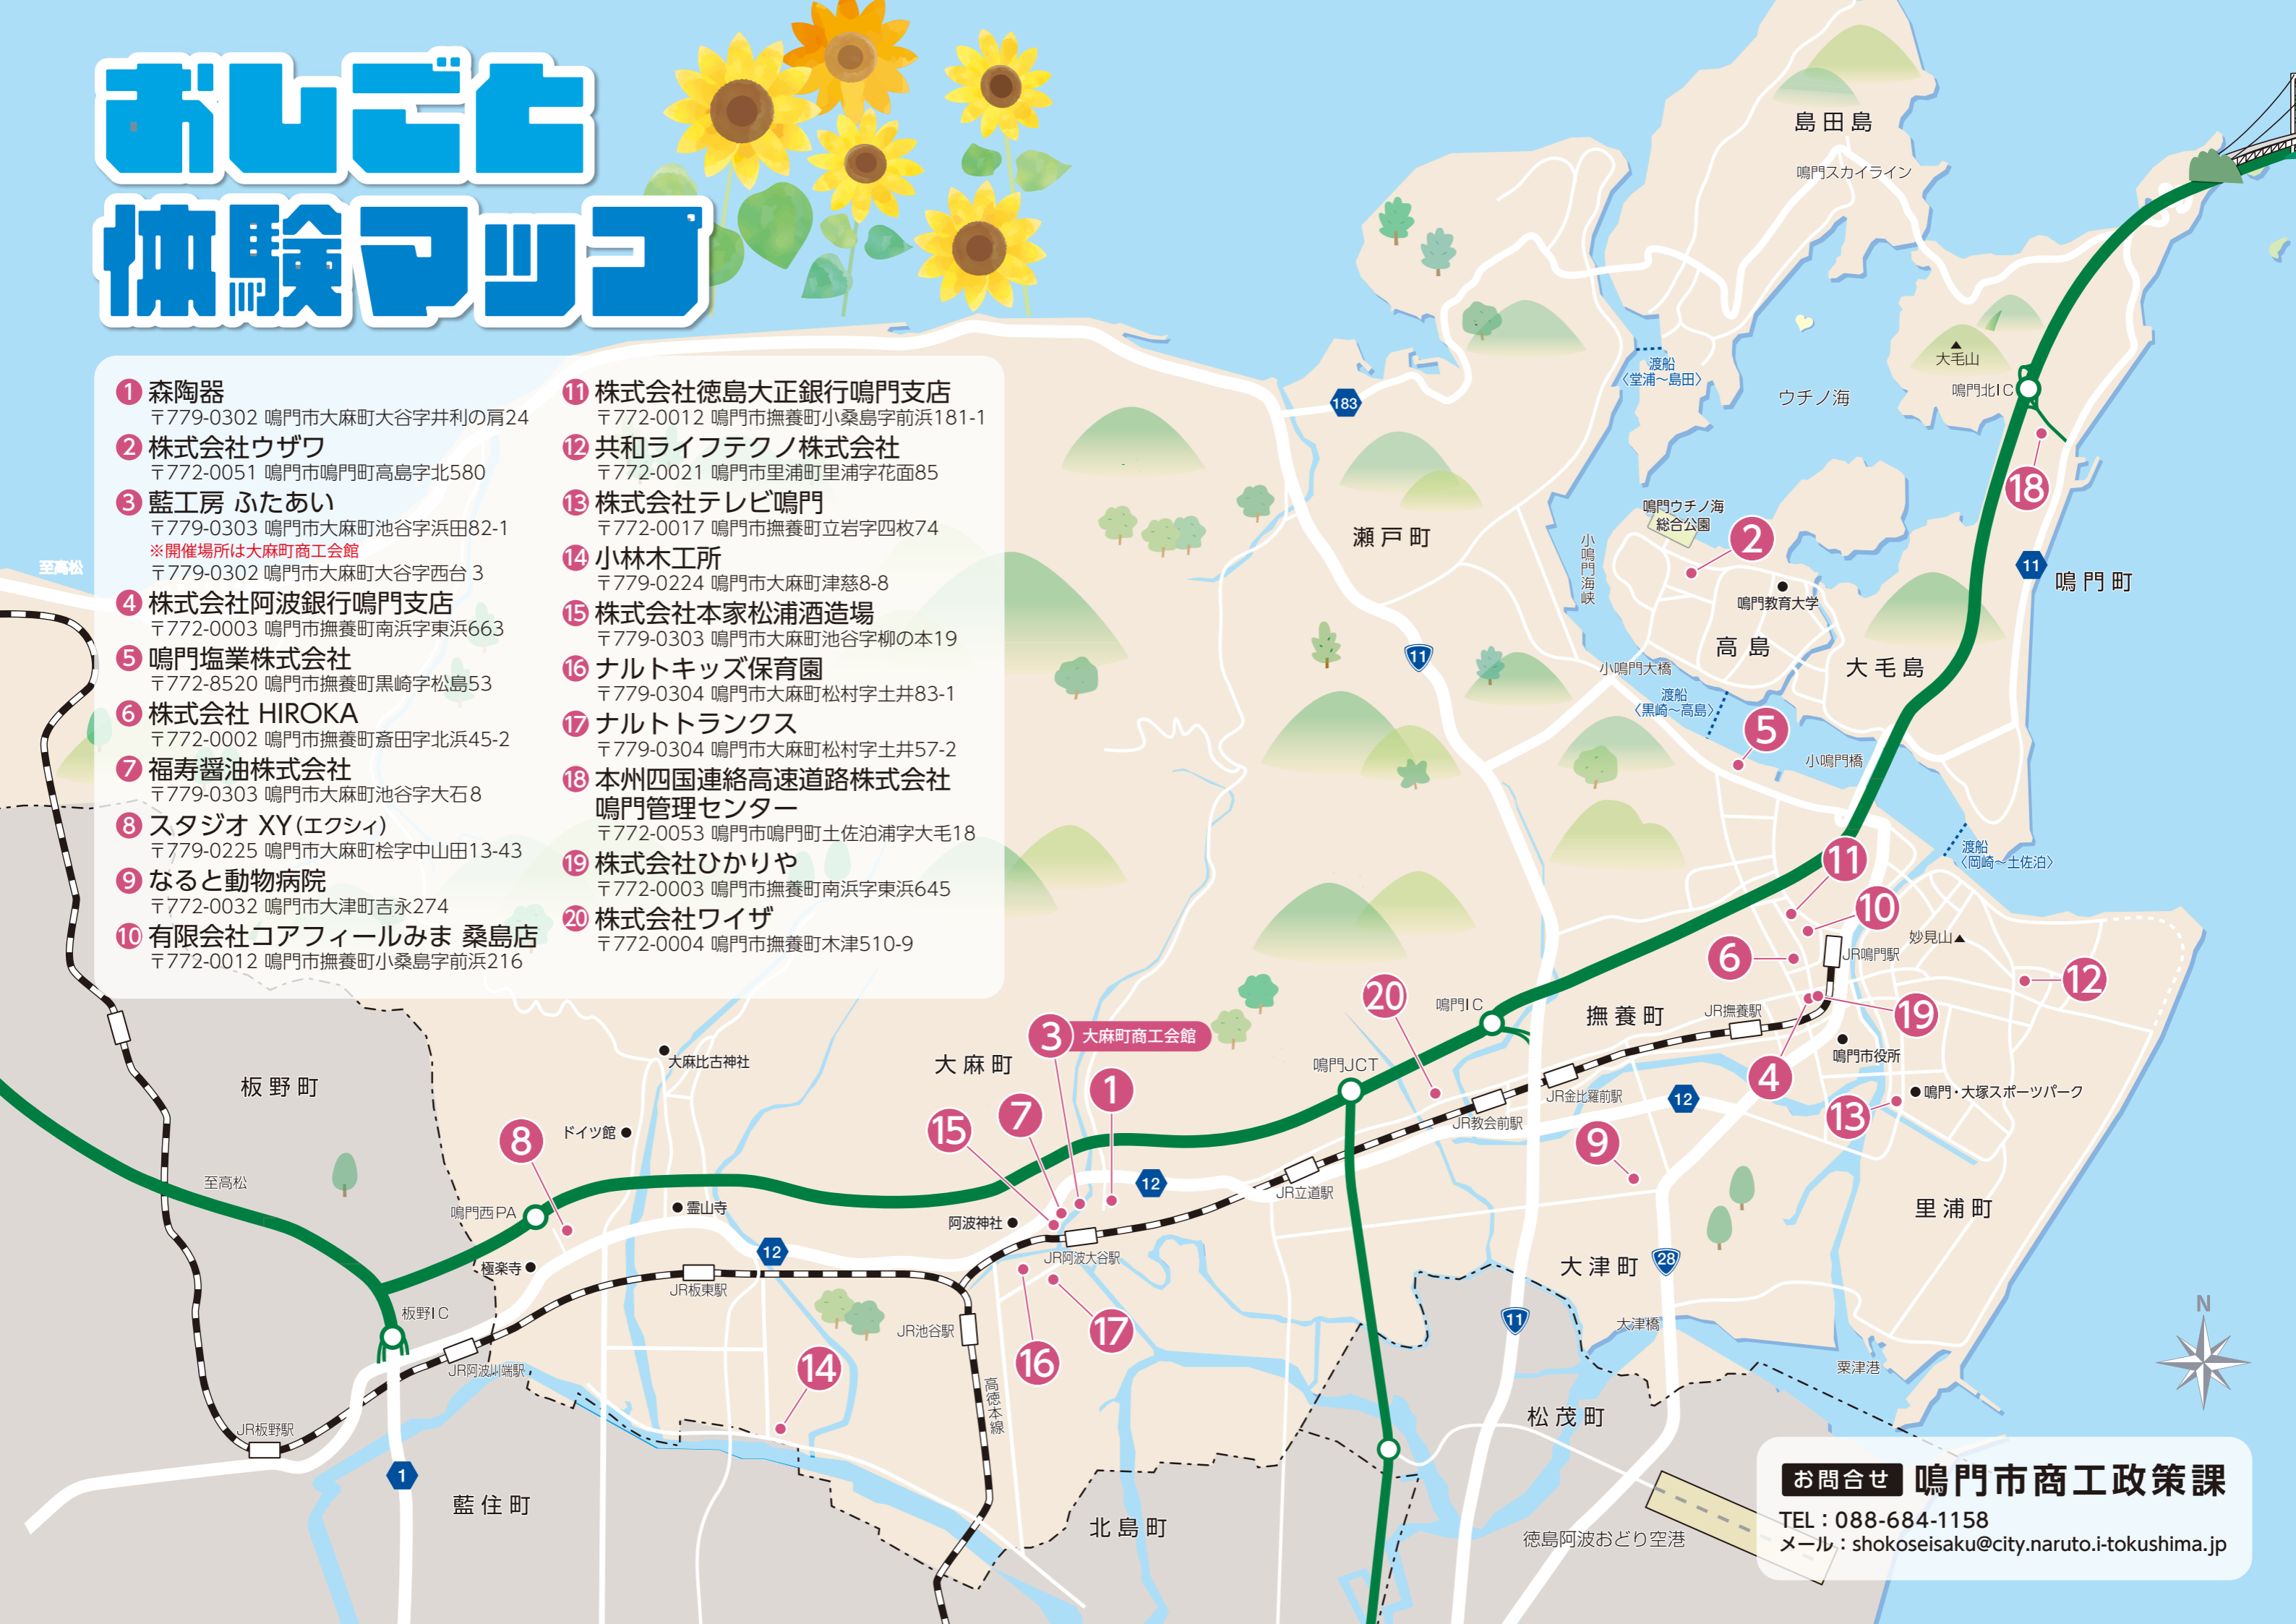 おしごと
体験マップ
1 森陶器
〒779-0302 鳴門市大麻町大谷字井利の肩24
2 株式会社ウザワ
〒772-0051 鳴門市鳴門町高島字北580
3 藍工房 ふたあい
〒779-0303 鳴門市大麻町池谷字浜田82-1
※開催場所は大麻町商工会館
〒779-0302 鳴門市大麻町大谷字西台3
4 株式会社阿波銀行鳴門支店
〒772-0003 鳴門市撫養町南浜字東浜663
5 鳴門塩業株式会社
〒772-8520 鳴門市撫養町黒崎字松島53
6 株式会社 HIROKA
〒772-0002 鳴門市撫養町斎田字北浜45-2
7 福寿醤油株式会社
〒779-0303 鳴門市大麻町池谷字大石8
8 スタジオ XY(エクシィ)
〒779-0225 鳴門市大麻町桧字中山田13-43
9 なると動物病院
〒772-0032 鳴門市大津町吉永274
10 有限会社コアフィールみま 桑島店
〒772-0012 鳴門市撫養町小桑島字前浜216
11 株式会社徳島大正銀行鳴門支店
〒772-0012 鳴門市撫養町小桑島字前浜181-1
12 共和ライフテクノ株式会社
〒772-0021 鳴門市里浦町里浦字花面85
13 株式会社テレビ鳴門
〒772-0017 鳴門市撫養町立岩字四枚74
14 小林木工所
〒779-0224 鳴門市大麻町津慈8-8
15 株式会社本家松浦酒造場
〒779-0303 鳴門市大麻町池谷字柳の本19
16 ナルトキッズ保育園
〒779-0304 鳴門市大麻町松村字土井83-1
17 ナルトトランクス
〒779-0304 鳴門市大麻町松村字土井57-2
18 本州四国連絡高速道路株式会社
鳴門管理センター
〒772-0053 鳴門市鳴門町土佐泊浦字大毛18
19 株式会社ひかりや
〒772-0003 鳴門市撫養町南浜字東浜645
20 株式会社ワイザ
〒772-0004 鳴門市撫養町木津510-9
至高松
島田島
鳴門スカイライン
渡船
〈堂浦～島田〉
ウチノ海
大毛山
鳴門北IC
18
183
瀬戸町
小鳴門海峡
鳴門ウチノ海
総合公園
2
鳴門教育大学
高島
11
鳴門町
11
小鳴門大橋
大毛島
渡船
〈黒崎～高島〉
5
小鳴門橋
渡船
〈岡崎～土佐泊〉
11
10
6
妙見山
JR鳴門駅
12
20
鳴門IC
撫養町
JR撫養駅
19
鳴門市役所
4
鳴門・大塚スポーツパーク
13
3 大麻町商工会館
大麻町
鳴門JCT
1
7
15
JR金比羅前駅
12
JR教会前駅
9
大麻比古神社
板野町
ドイツ館
8
至高松
鳴門西PA
霊山寺
阿波神社
12
JR立道駅
里浦町
極楽寺
12
JR阿波大谷駅
大津町
28
JR板東駅
板野IC
JR池谷駅
17
16
11
大津橋
粟津港
N
JR阿波川端駅
14
高徳本線
JR板野駅
1
松茂町
藍住町
北島町
徳島阿波おどり空港
お問合せ 鳴門市商工政策課
TEL：088-684-1158
メール：shokoseisaku@city.naruto.i-tokushima.jp